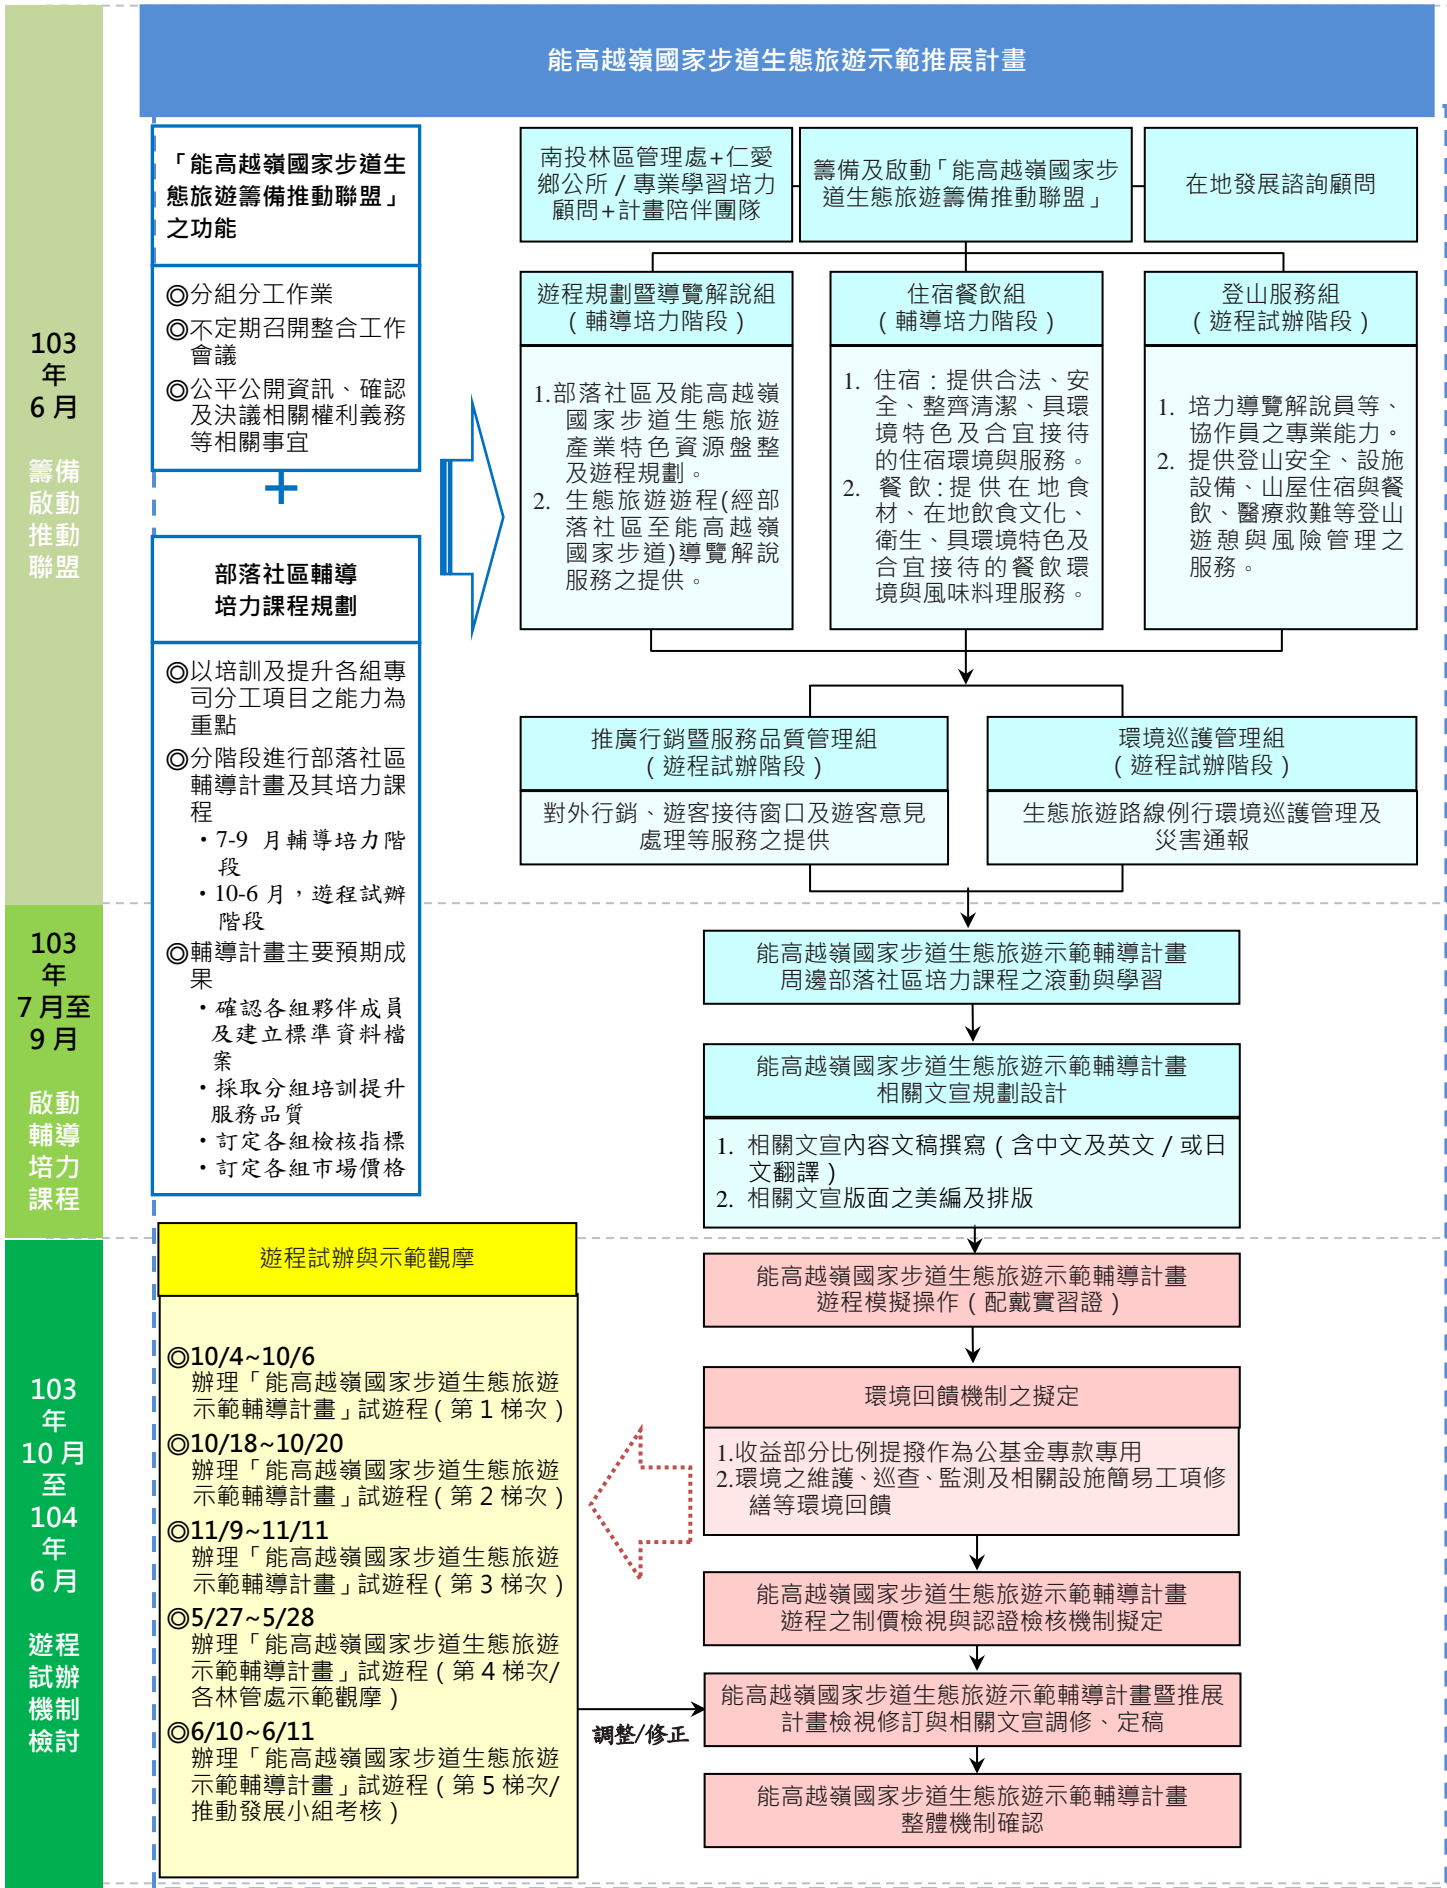 能高越嶺國家步道生態旅遊示範推展計畫
103
年
6 月
籌備
啟動
推動
聯盟
「能高越嶺國家步道生
態旅遊籌備推動聯盟」
之功能
◎分組分工作業
◎不定期召開整合工作
會議
◎公平公開資訊、確認
及決議相關權利義務
等相關事宜
+
部落社區輔導
培力課程規劃
◎以培訓及提升各組專
司分工項目之能力為
重點
◎分階段進行部落社區
輔導計畫及其培力課
程
・7-9 月輔導培力階
段
・10-6 月，遊程試辦
階段
◎輔導計畫主要預期成
果
・確認各組夥伴成員
及建立標準資料檔
案
・採取分組培訓提升
服務品質
・訂定各組檢核指標
・訂定各組市場價格
南投林區管理處+仁愛
鄉公所 / 專業學習培力
顧問+計畫陪伴團隊
籌備及啟動「能高越嶺國家步
道生態旅遊籌備推動聯盟」
在地發展諮詢顧問
遊程規劃暨導覽解說組
（輔導培力階段）
1.部落社區及能高越嶺
國家步道生態旅遊
產業特色資源盤整
及遊程規劃。
2. 生態旅遊遊程(經部
落社區至能高越嶺
國家步道)導覽解說
服務之提供。
住宿餐飲組
（輔導培力階段）
1. 住宿：提供合法、安
全、整齊清潔、具環
境特色及合宜接待
的住宿環境與服務。
2. 餐飲：提供在地食
材、在地飲食文化、
衛生、具環境特色及
合宜接待的餐飲環
境與風味料理服務。
登山服務組
（遊程試辦階段）
1. 培力導覽解說員等、
協作員之專業能力。
2. 提供登山安全、設施
設備、山屋住宿與餐
飲、醫療救難等登山
遊憩與風險管理之
服務。
推廣行銷暨服務品質管理組
（遊程試辦階段）
對外行銷、遊客接待窗口及遊客意見
處理等服務之提供
環境巡護管理組
（遊程試辦階段）
生態旅遊路線例行環境巡護管理及
災害通報
103
年
7 月至
9 月
啟動
輔導
培力
課程
能高越嶺國家步道生態旅遊示範輔導計畫
周邊部落社區培力課程之滾動與學習
能高越嶺國家步道生態旅遊示範輔導計畫
相關文宣規劃設計
1. 相關文宣內容文稿撰寫（含中文及英文 / 或日
文翻譯）
2. 相關文宣版面之美編及排版
103
年
10 月
至
104
年
6 月
遊程
試辦
機制
檢討
遊程試辦與示範觀摩
◎10/4~10/6
辦理「能高越嶺國家步道生態旅遊
示範輔導計畫」試遊程（第 1 梯次）
◎10/18~10/20
辦理「能高越嶺國家步道生態旅遊
示範輔導計畫」試遊程（第 2 梯次）
◎11/9~11/11
辦理「能高越嶺國家步道生態旅遊
示範輔導計畫」試遊程（第 3 梯次）
◎5/27~5/28
辦理「能高越嶺國家步道生態旅遊
示範輔導計畫」試遊程（第 4 梯次/
各林管處示範觀摩）
◎6/10~6/11
辦理「能高越嶺國家步道生態旅遊
示範輔導計畫」試遊程（第 5 梯次/
推動發展小組考核）
調整/修正
能高越嶺國家步道生態旅遊示範輔導計畫
遊程模擬操作（配戴實習證）
環境回饋機制之擬定
1.收益部分比例提撥作為公基金專款專用
2.環境之維護、巡查、監測及相關設施簡易工項修
繕等環境回饋
能高越嶺國家步道生態旅遊示範輔導計畫
遊程之制價檢視與認證檢核機制擬定
能高越嶺國家步道生態旅遊示範輔導計畫暨推展
計畫檢視修訂與相關文宣調修、定稿
能高越嶺國家步道生態旅遊示範輔導計畫
整體機制確認